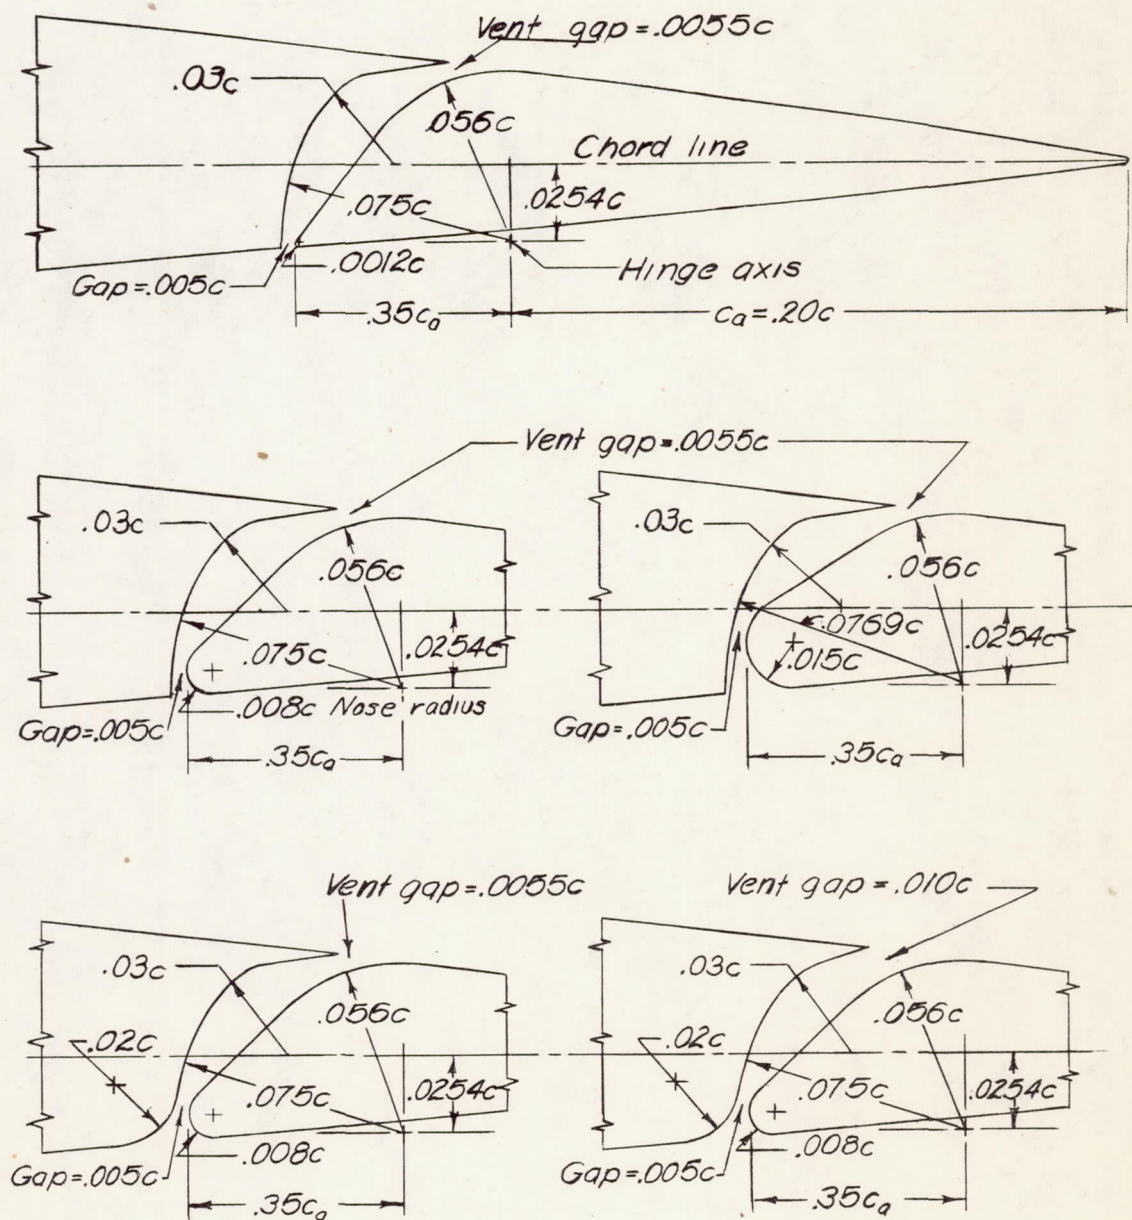 Vent gap = .0055c
.03c
.056c
Chord line
.0254c
.075c
.0012c
Hinge axis
Gap = .005c
.35cₐ
cₐ = .20c
Vent gap = .0055c
.03c
.056c
.0254c
.075c
.008c Nose radius
Gap = .005c
.35cₐ
.03c
.056c
.0769c
.0254c
.015c
Gap = .005c
.35cₐ
Vent gap = .0055c
.03c
.056c
.02c
.0254c
.075c
.008c
Gap = .005c
.35cₐ
Vent gap = .010c
.03c
.056c
.02c
.0254c
.075c
.008c
Gap = .005c
.35cₐ